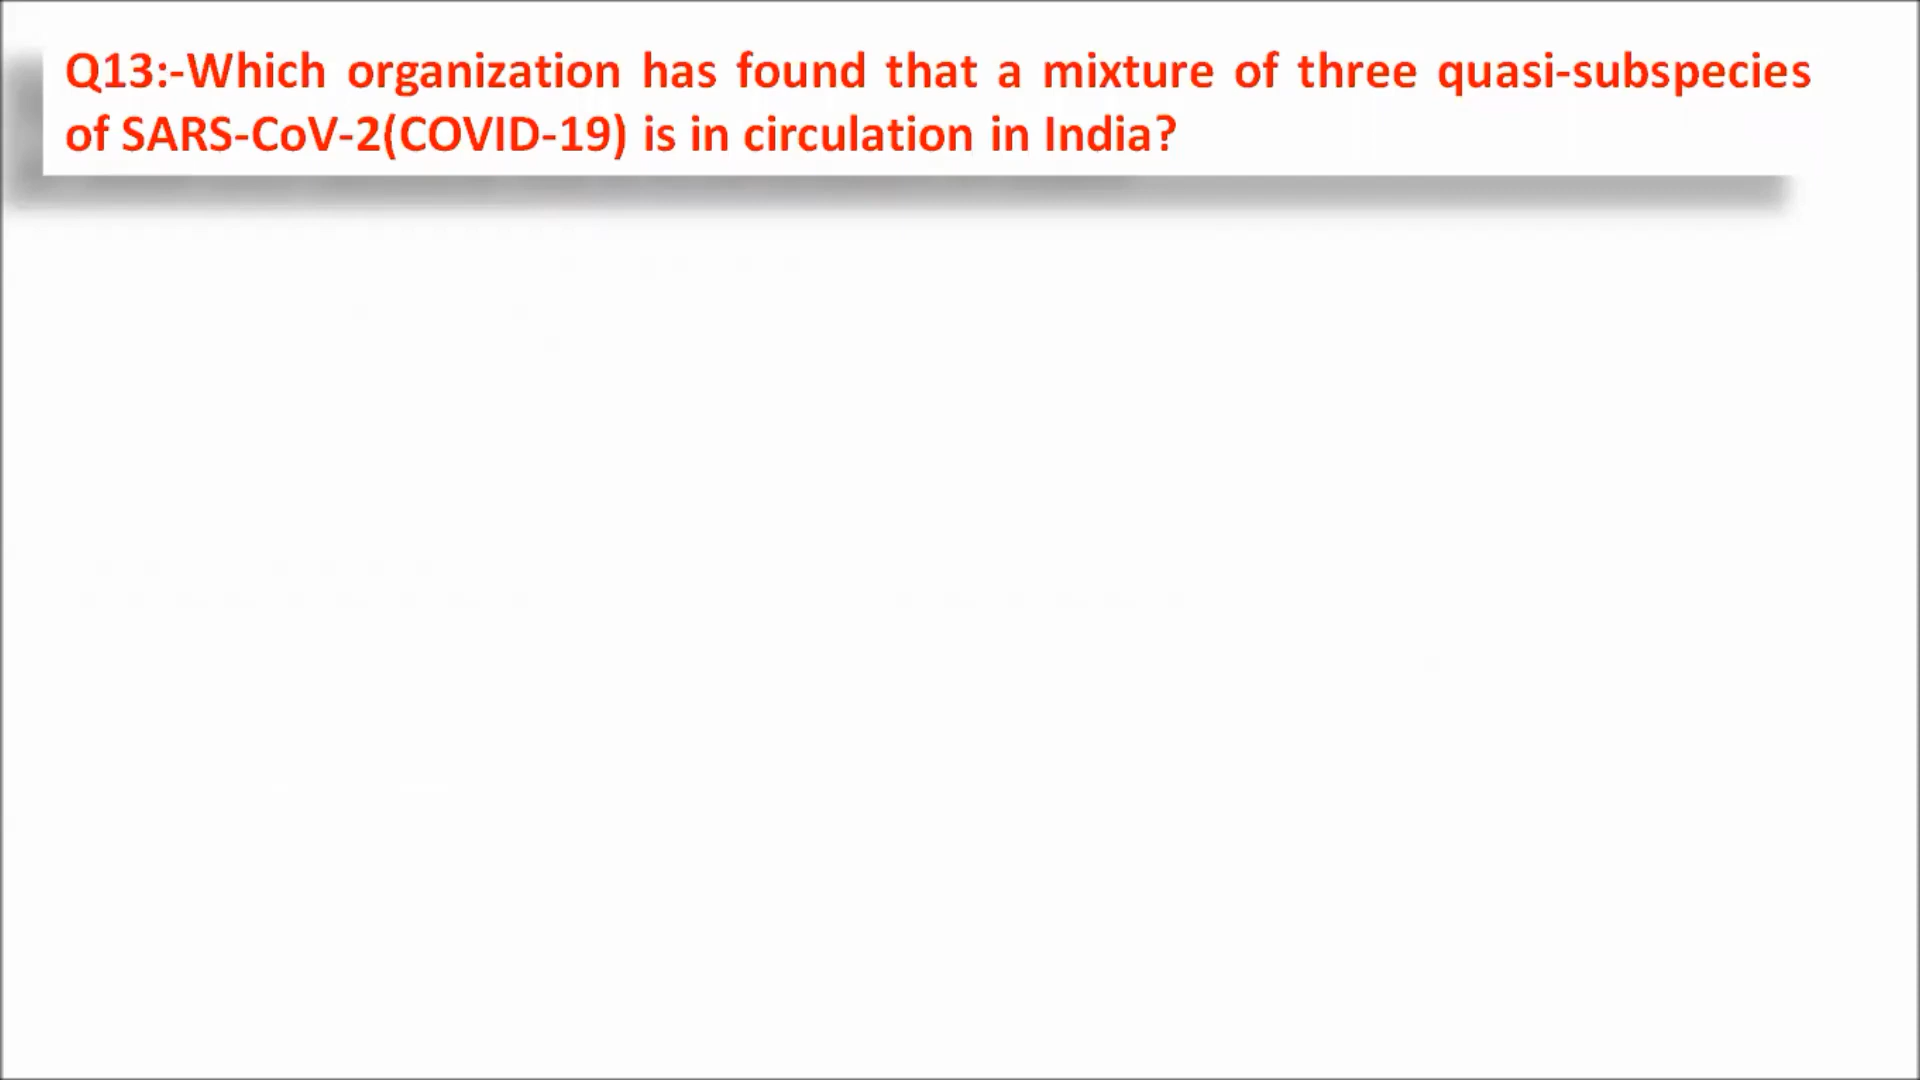 Q13:-Which organization has found that a mixture of three quasi-subspecies
of SARS-CoV-2(COVID-19) is in circulation in India?